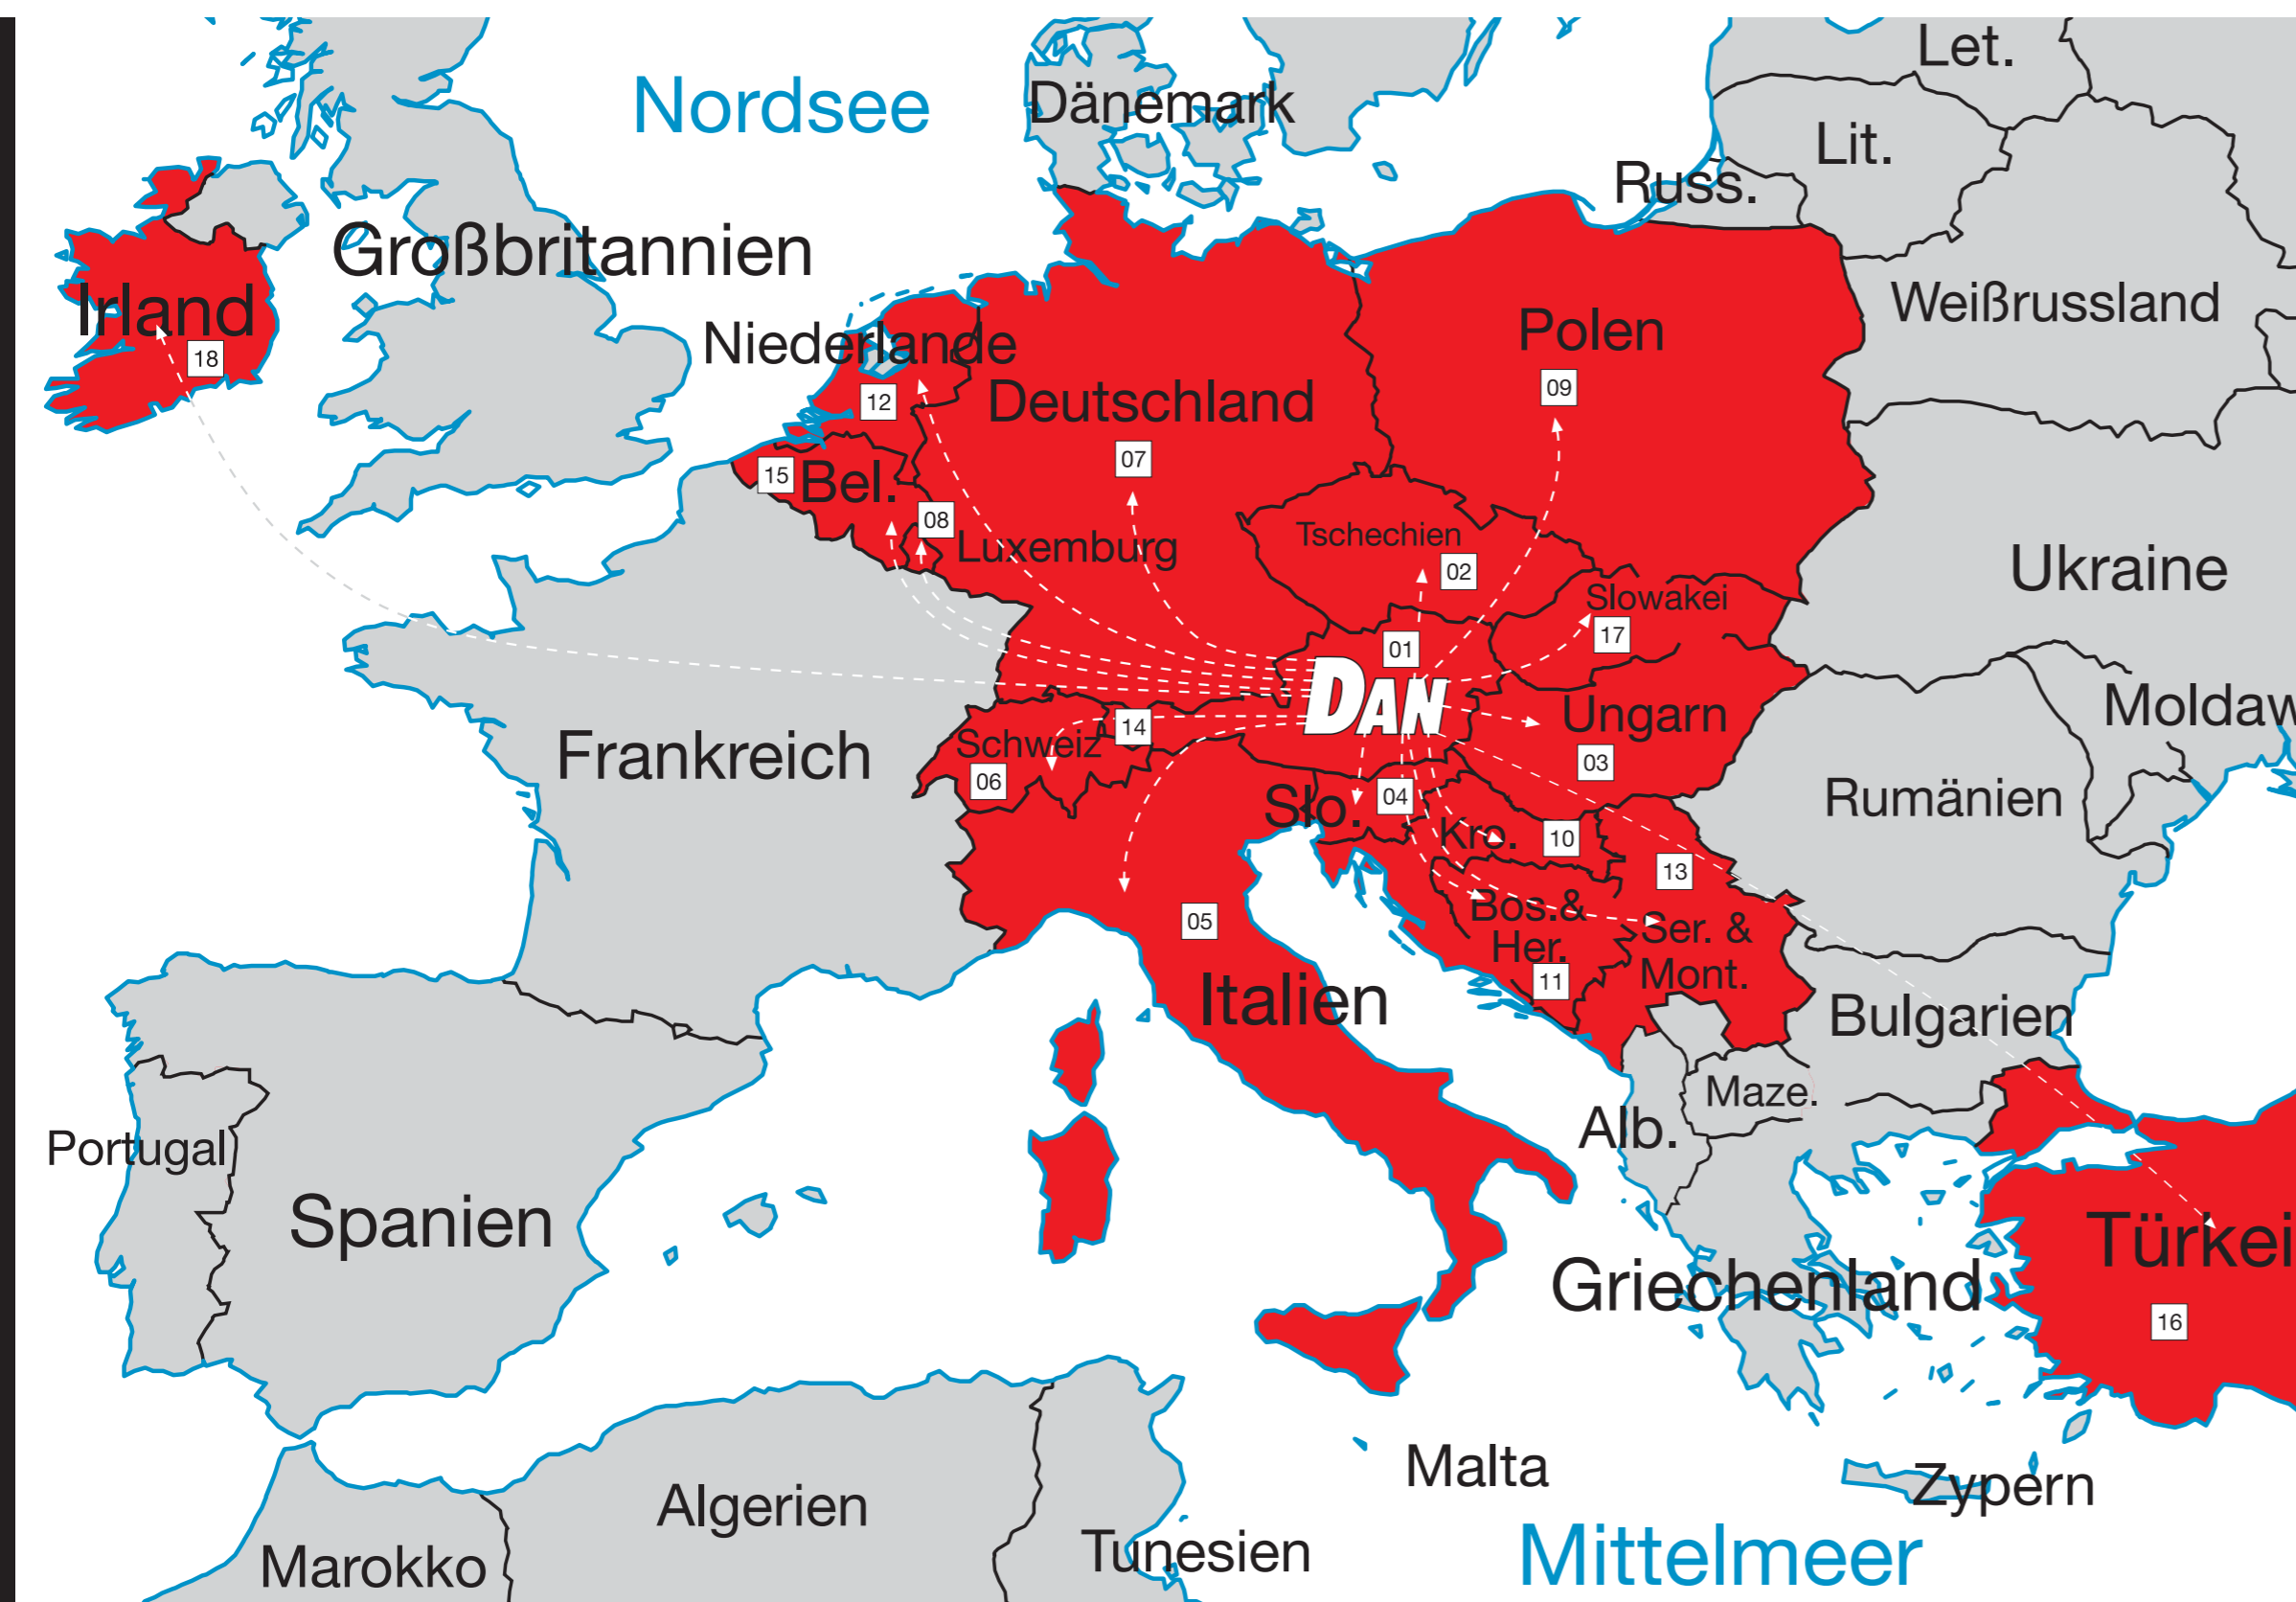 Let.
Nordsee
Dänemark
Lit.
Russ.
Großbritannien
Irland
18
Weißrussland
Niederlande
Polen
12
Deutschland
09
07
15
Bel.
08
Luxemburg
Tschechien
02
Ukraine
Slowakei
17
01
DAN
Moldaw
Ungarn
14
Schweiz
06
Frankreich
03
Slo.
04
Rumänien
Kro.
10
13
Bos.&
Her.
11
Ser. &
Mont.
05
Italien
Bulgarien
Maze.
Alb.
Portugal
Spanien
Türkei
Griechenland
16
Malta
Zypern
Algerien
Marokko
Tunesien
Mittelmeer